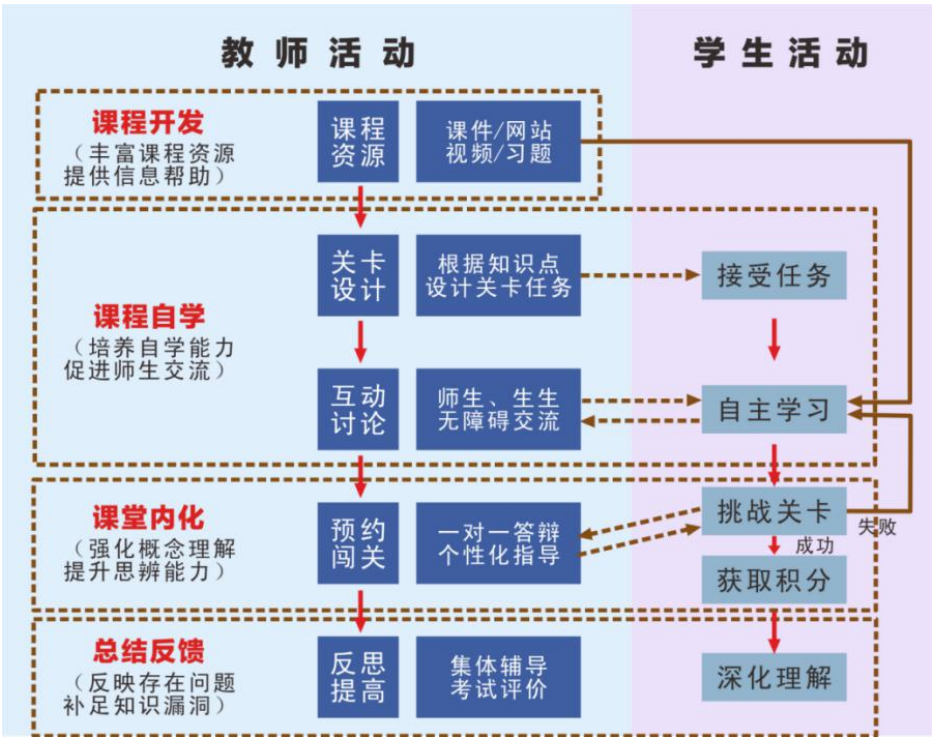 教师活动
学生活动
课程开发
（丰富课程资源
提供信息帮助）
课程
资源
课件/网站
视频/习题
课程自学
（培养自学能力
促进师生交流）
关卡
设计
根据知识点
设计关卡任务
接受任务
互动
讨论
师生、生生
无障碍交流
自主学习
课堂内化
（强化概念理解
提升思辨能力）
预约
闯关
一对一答辩
个性化指导
挑战关卡
失败
成功
获取积分
总结反馈
（反映存在问题
补足知识漏洞）
反思
提高
集体辅导
考试评价
深化理解